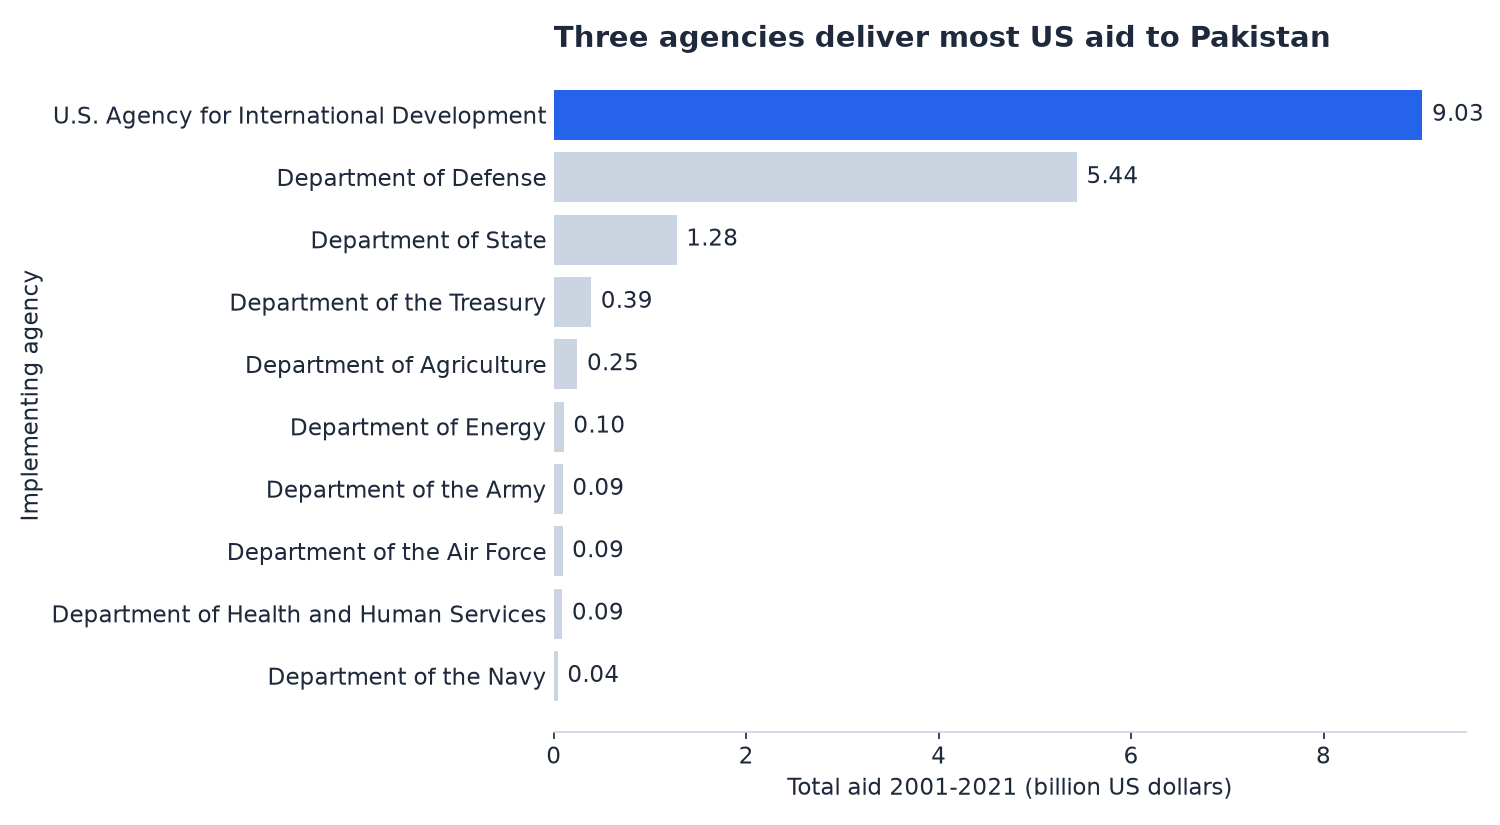 Three agencies deliver most US aid to Pakistan
Implementing agency
U.S. Agency for International Development 9.03
Department of Defense 5.44
Department of State 1.28
Department of the Treasury 0.39
Department of Agriculture 0.25
Department of Energy 0.10
Department of the Army 0.09
Department of the Air Force 0.09
Department of Health and Human Services 0.09
Department of the Navy 0.04
0 2 4 6 8
Total aid 2001-2021 (billion US dollars)